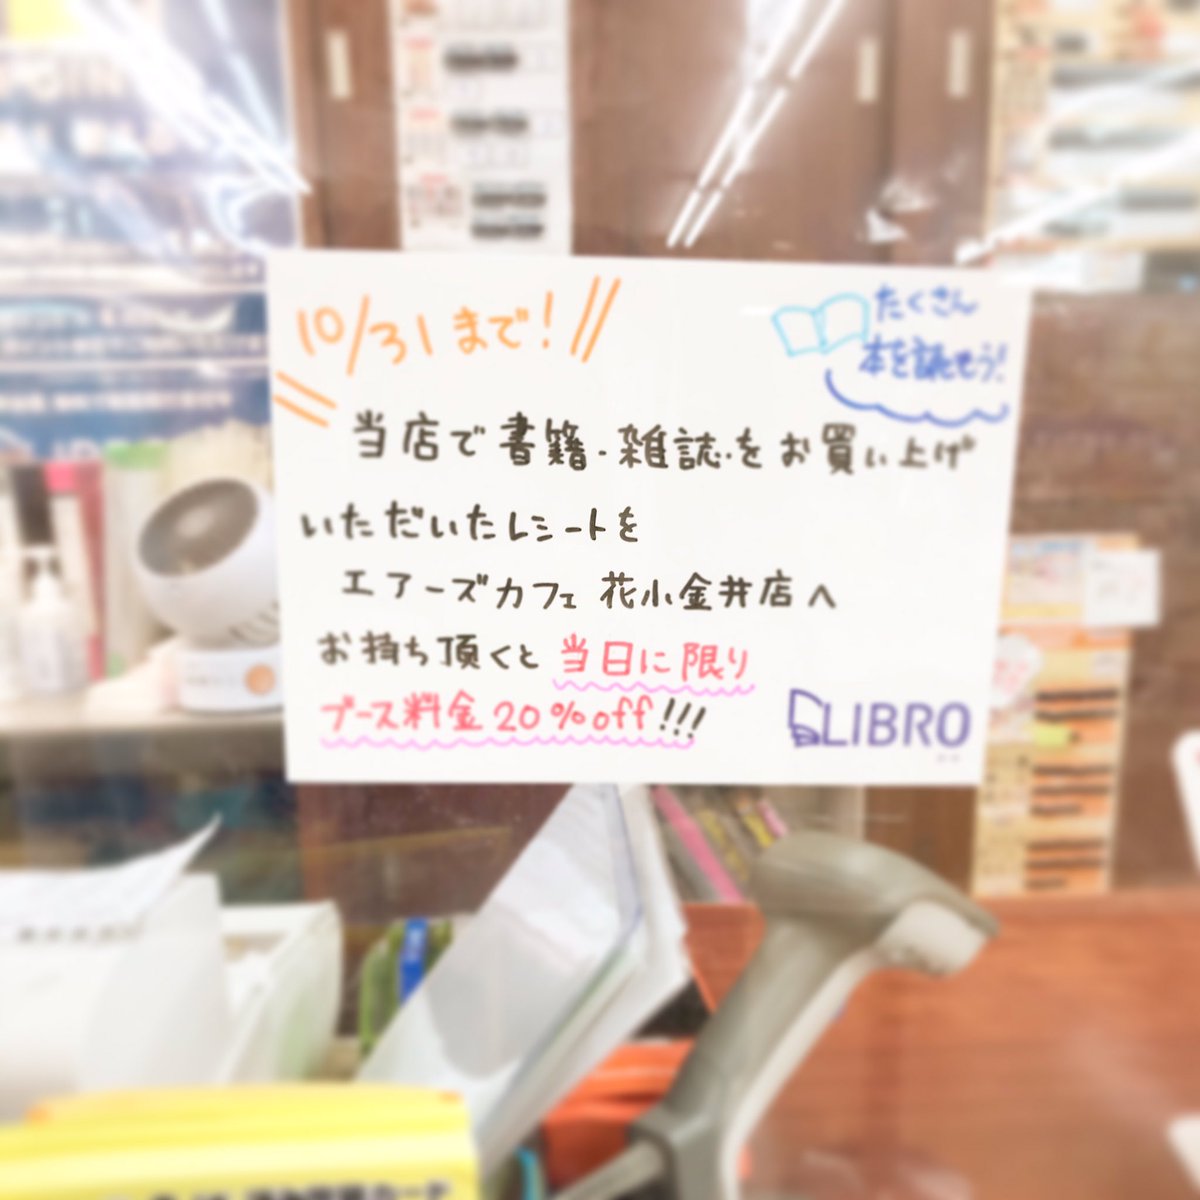 10/31まで！
たくさん
本を読もう！
当店で書籍・雑誌をお買い上げ
いただいたレシートを
エアーズカフェ 花小金井店へ
お持ち頂くと 当日に限り
ブース料金20%off!!!
LIBRO